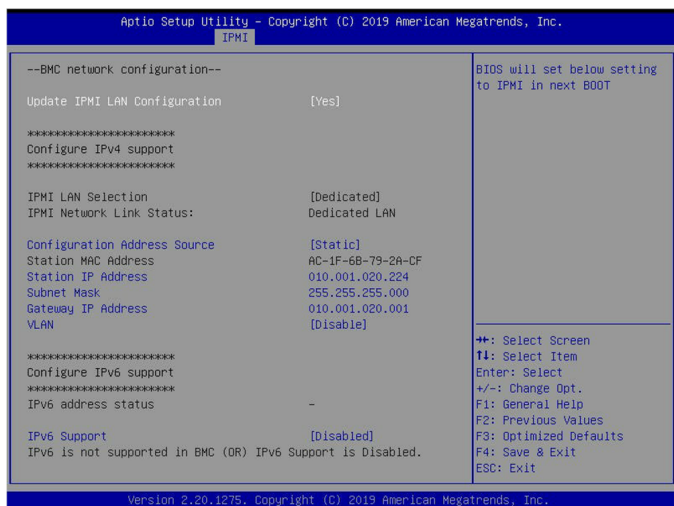 Aptio Setup Utility – Copyright (C) 2019 American Megatrends, Inc.
IPMI
--BMC network configuration--
Update IPMI LAN Configuration [Yes]
***********************
Configure IPv4 support
***********************
IPMI LAN Selection [Dedicated]
IPMI Network Link Status: Dedicated LAN
Configuration Address Source [Static]
Station MAC Address AC-1F-6B-79-2A-CF
Station IP Address 010.001.020.224
Subnet Mask 255.255.255.000
Gateway IP Address 010.001.020.001
VLAN [Disable]
***********************
Configure IPv6 support
***********************
IPv6 address status –
IPv6 Support [Disabled]
IPv6 is not supported in BMC (OR) IPv6 Support is Disabled.
BIOS will set below setting
to IPMI in next BOOT
→←: Select Screen
↑↓: Select Item
Enter: Select
+/-: Change Opt.
F1: General Help
F2: Previous Values
F3: Optimized Defaults
F4: Save & Exit
ESC: Exit
Version 2.20.1275. Copyright (C) 2019 American Megatrends, Inc.